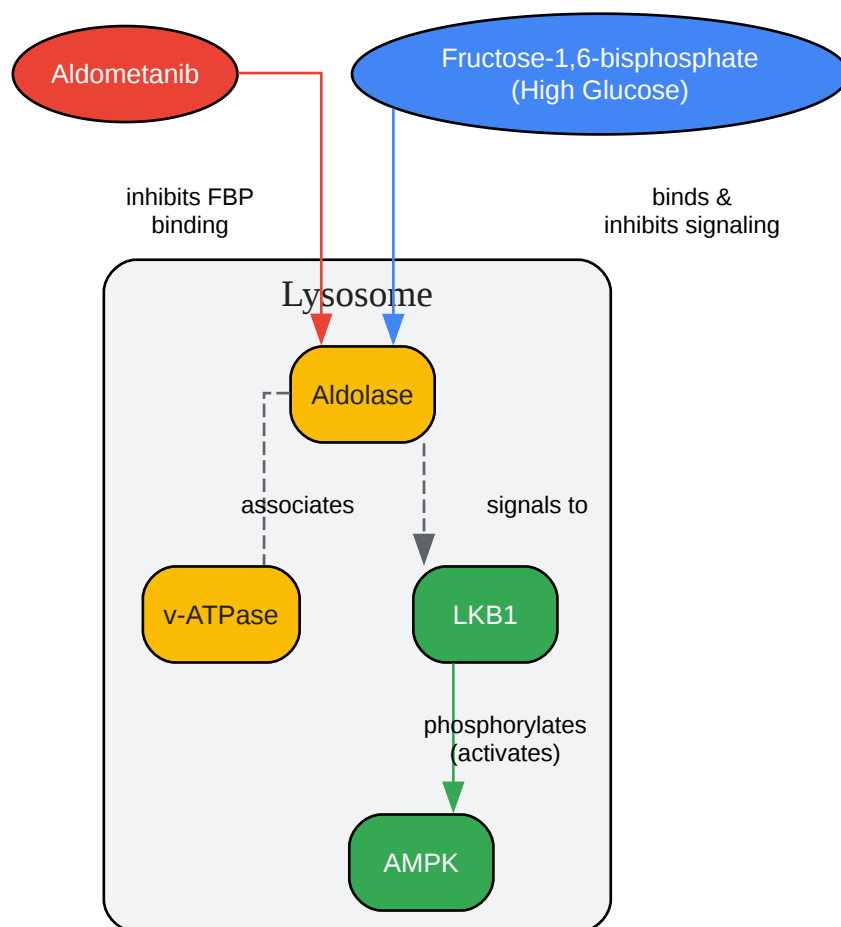 Aldometanib
Fructose-1,6-bisphosphate
(High Glucose)
inhibits FBP
binding
binds &
inhibits signaling
Lysosome
Aldolase
associates
signals to
v-ATPase
LKB1
phosphorylates
(activates)
AMPK